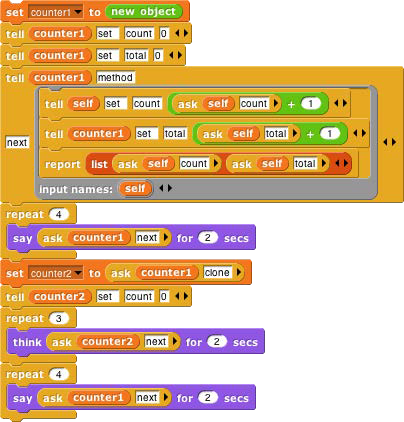 set counter1 to new object
tell counter1 set count 0
tell counter1 set total 0
tell counter1 method
tell self set count ask self count + 1
tell counter1 set total ask self total + 1
next
report list ask self count ask self total
input names: self
repeat 4
say ask counter1 next for 2 secs
set counter2 to ask counter1 clone
tell counter2 set count 0
repeat 3
think ask counter2 next for 2 secs
repeat 4
say ask counter1 next for 2 secs